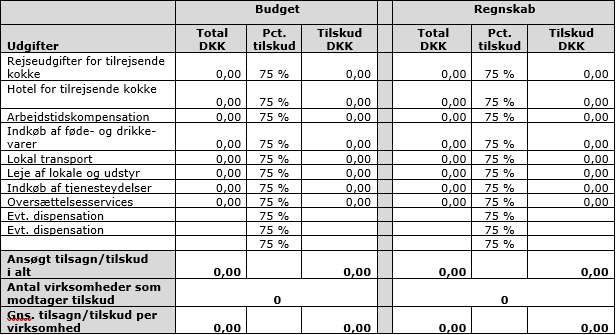 Budget Regnskab
Udgifter Total DKK Pct. tilskud Tilskud DKK Total DKK Pct. tilskud Tilskud DKK
Rejseudgifter for tilrejsende
kokke 0,00 75 % 0,00 0,00 75 % 0,00
Hotel for tilrejsende kokke
0,00 75 % 0,00 0,00 75 % 0,00
Arbejdstidskompensation 0,00 75 % 0,00 0,00 75 % 0,00
Indkøb af føde- og drikke-
varer 0,00 75 % 0,00 0,00 75 % 0,00
Lokal transport 0,00 75 % 0,00 0,00 75 % 0,00
Leje af lokale og udstyr 0,00 75 % 0,00 0,00 75 % 0,00
Indkøb af tjenesteydelser 0,00 75 % 0,00 0,00 75 % 0,00
Oversættelsesservices 0,00 75 % 0,00 0,00 75 % 0,00
Evt. dispensation 75 % 75 %
Evt. dispensation 75 % 75 %
75 % 75 %
Ansøgt tilsagn/tilskud
i alt 0,00 0,00 0,00 0,00
Antal virksomheder som
modtager tilskud 0 0
Gns. tilsagn/tilskud per
virksomhed 0,00 0,00 0,00 0,00